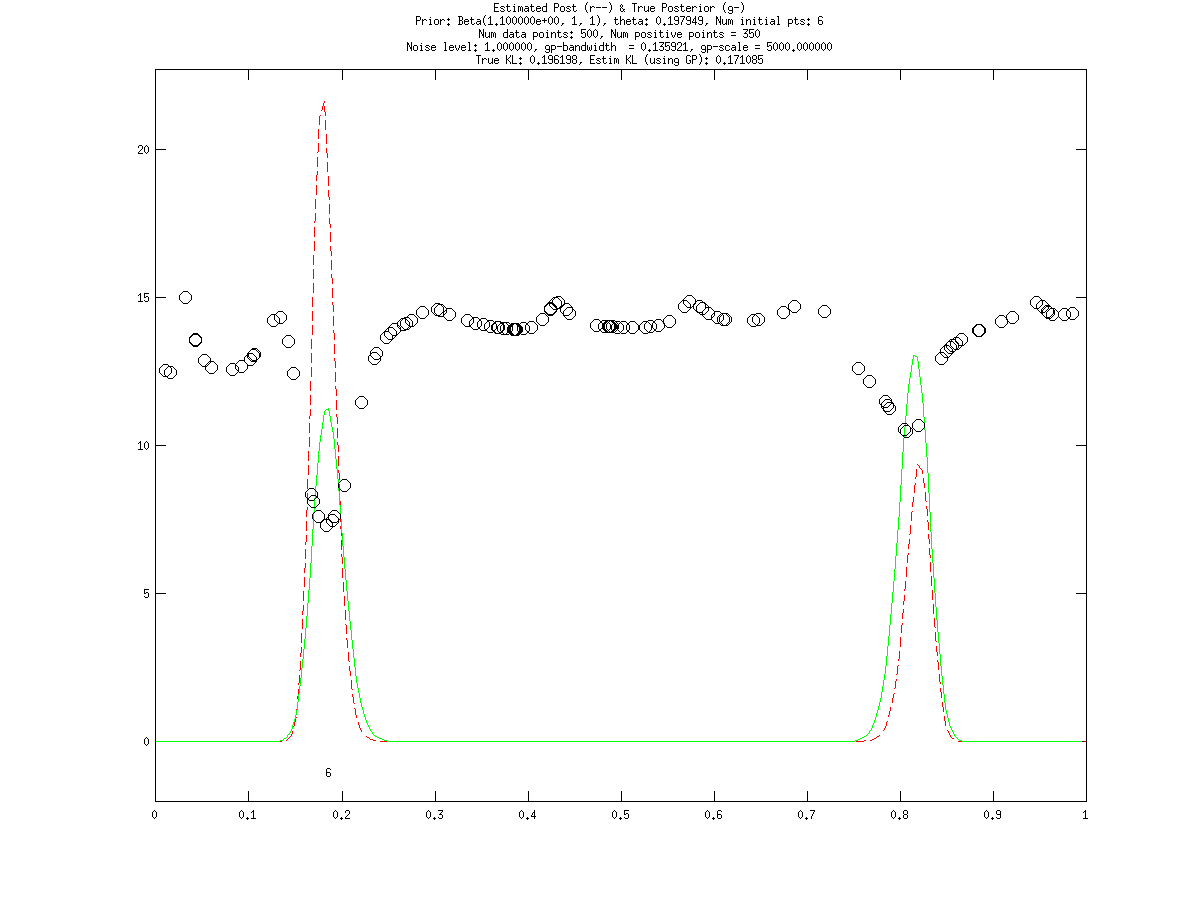 Estimated Post (r--) & True Posterior (g-)
Prior: Beta(1.100000e+00, 1, 1), theta: 0.197949, Num initial pts: 6
Num data points: 500, Num positive points = 350
Noise level: 1.000000, gp-bandwidth  = 0.135921, gp-scale = 5000.000000
True KL: 0.196198, Estim KL (using GP): 0.171085
20
15
10
5
0
6
0 0.1 0.2 0.3 0.4 0.5 0.6 0.7 0.8 0.9 1